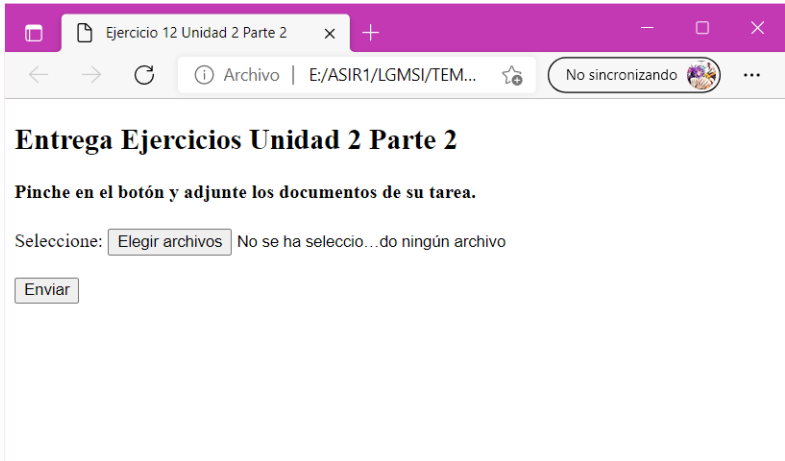 Ejercicio 12 Unidad 2 Parte 2
Archivo | E:/ASIR1/LGMSI/TEM...
No sincronizando
Entrega Ejercicios Unidad 2 Parte 2
Pinche en el botón y adjunte los documentos de su tarea.
Seleccione: Elegir archivos No se ha seleccio…do ningún archivo
Enviar